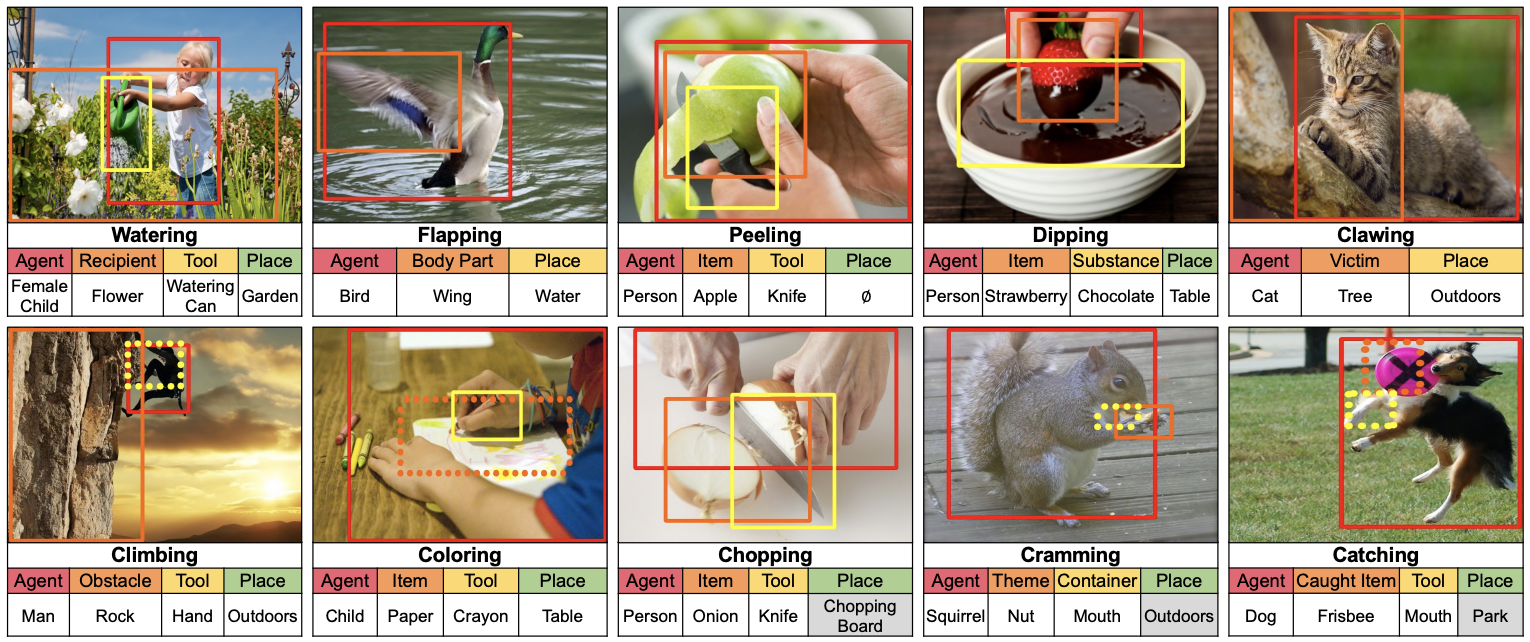 Watering
Agent Recipient Tool Place
Female Child Flower Watering Can Garden
Flapping
Agent Body Part Place
Bird Wing Water
Peeling
Agent Item Tool Place
Person Apple Knife ∅
Dipping
Agent Item Substance Place
Person Strawberry Chocolate Table
Clawing
Agent Victim Place
Cat Tree Outdoors
Climbing
Agent Obstacle Tool Place
Man Rock Hand Outdoors
Coloring
Agent Item Tool Place
Child Paper Crayon Table
Chopping
Agent Item Tool Place
Person Onion Knife Chopping Board
Cramming
Agent Theme Container Place
Squirrel Nut Mouth Outdoors
Catching
Agent Caught Item Tool Place
Dog Frisbee Mouth Park